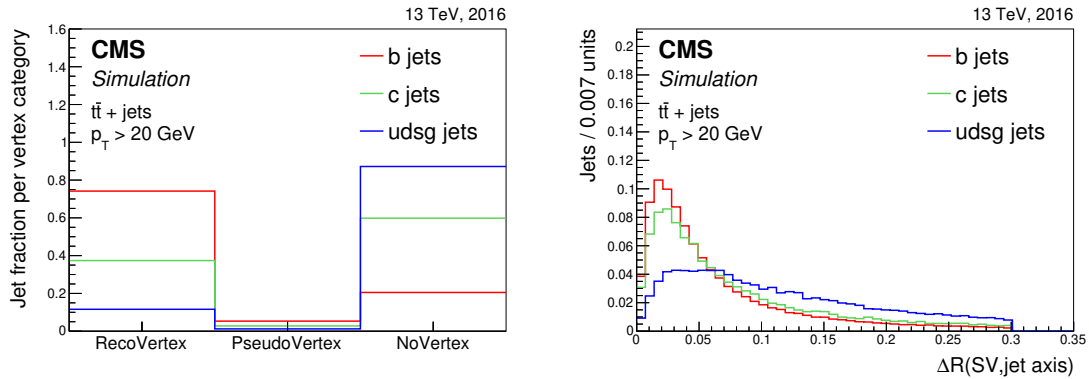 13 TeV, 2016
CMS
Simulation
tt̄ + jets
p_T > 20 GeV
b jets
c jets
udsg jets
Jet fraction per vertex category
1.6
1.4
1.2
1
0.8
0.6
0.4
0.2
0
RecoVertex PseudoVertex NoVertex
13 TeV, 2016
CMS
Simulation
tt̄ + jets
p_T > 20 GeV
b jets
c jets
udsg jets
Jets / 0.007 units
0.2
0.18
0.16
0.14
0.12
0.1
0.08
0.06
0.04
0.02
0
0 0.05 0.1 0.15 0.2 0.25 0.3 0.35
ΔR(SV,jet axis)